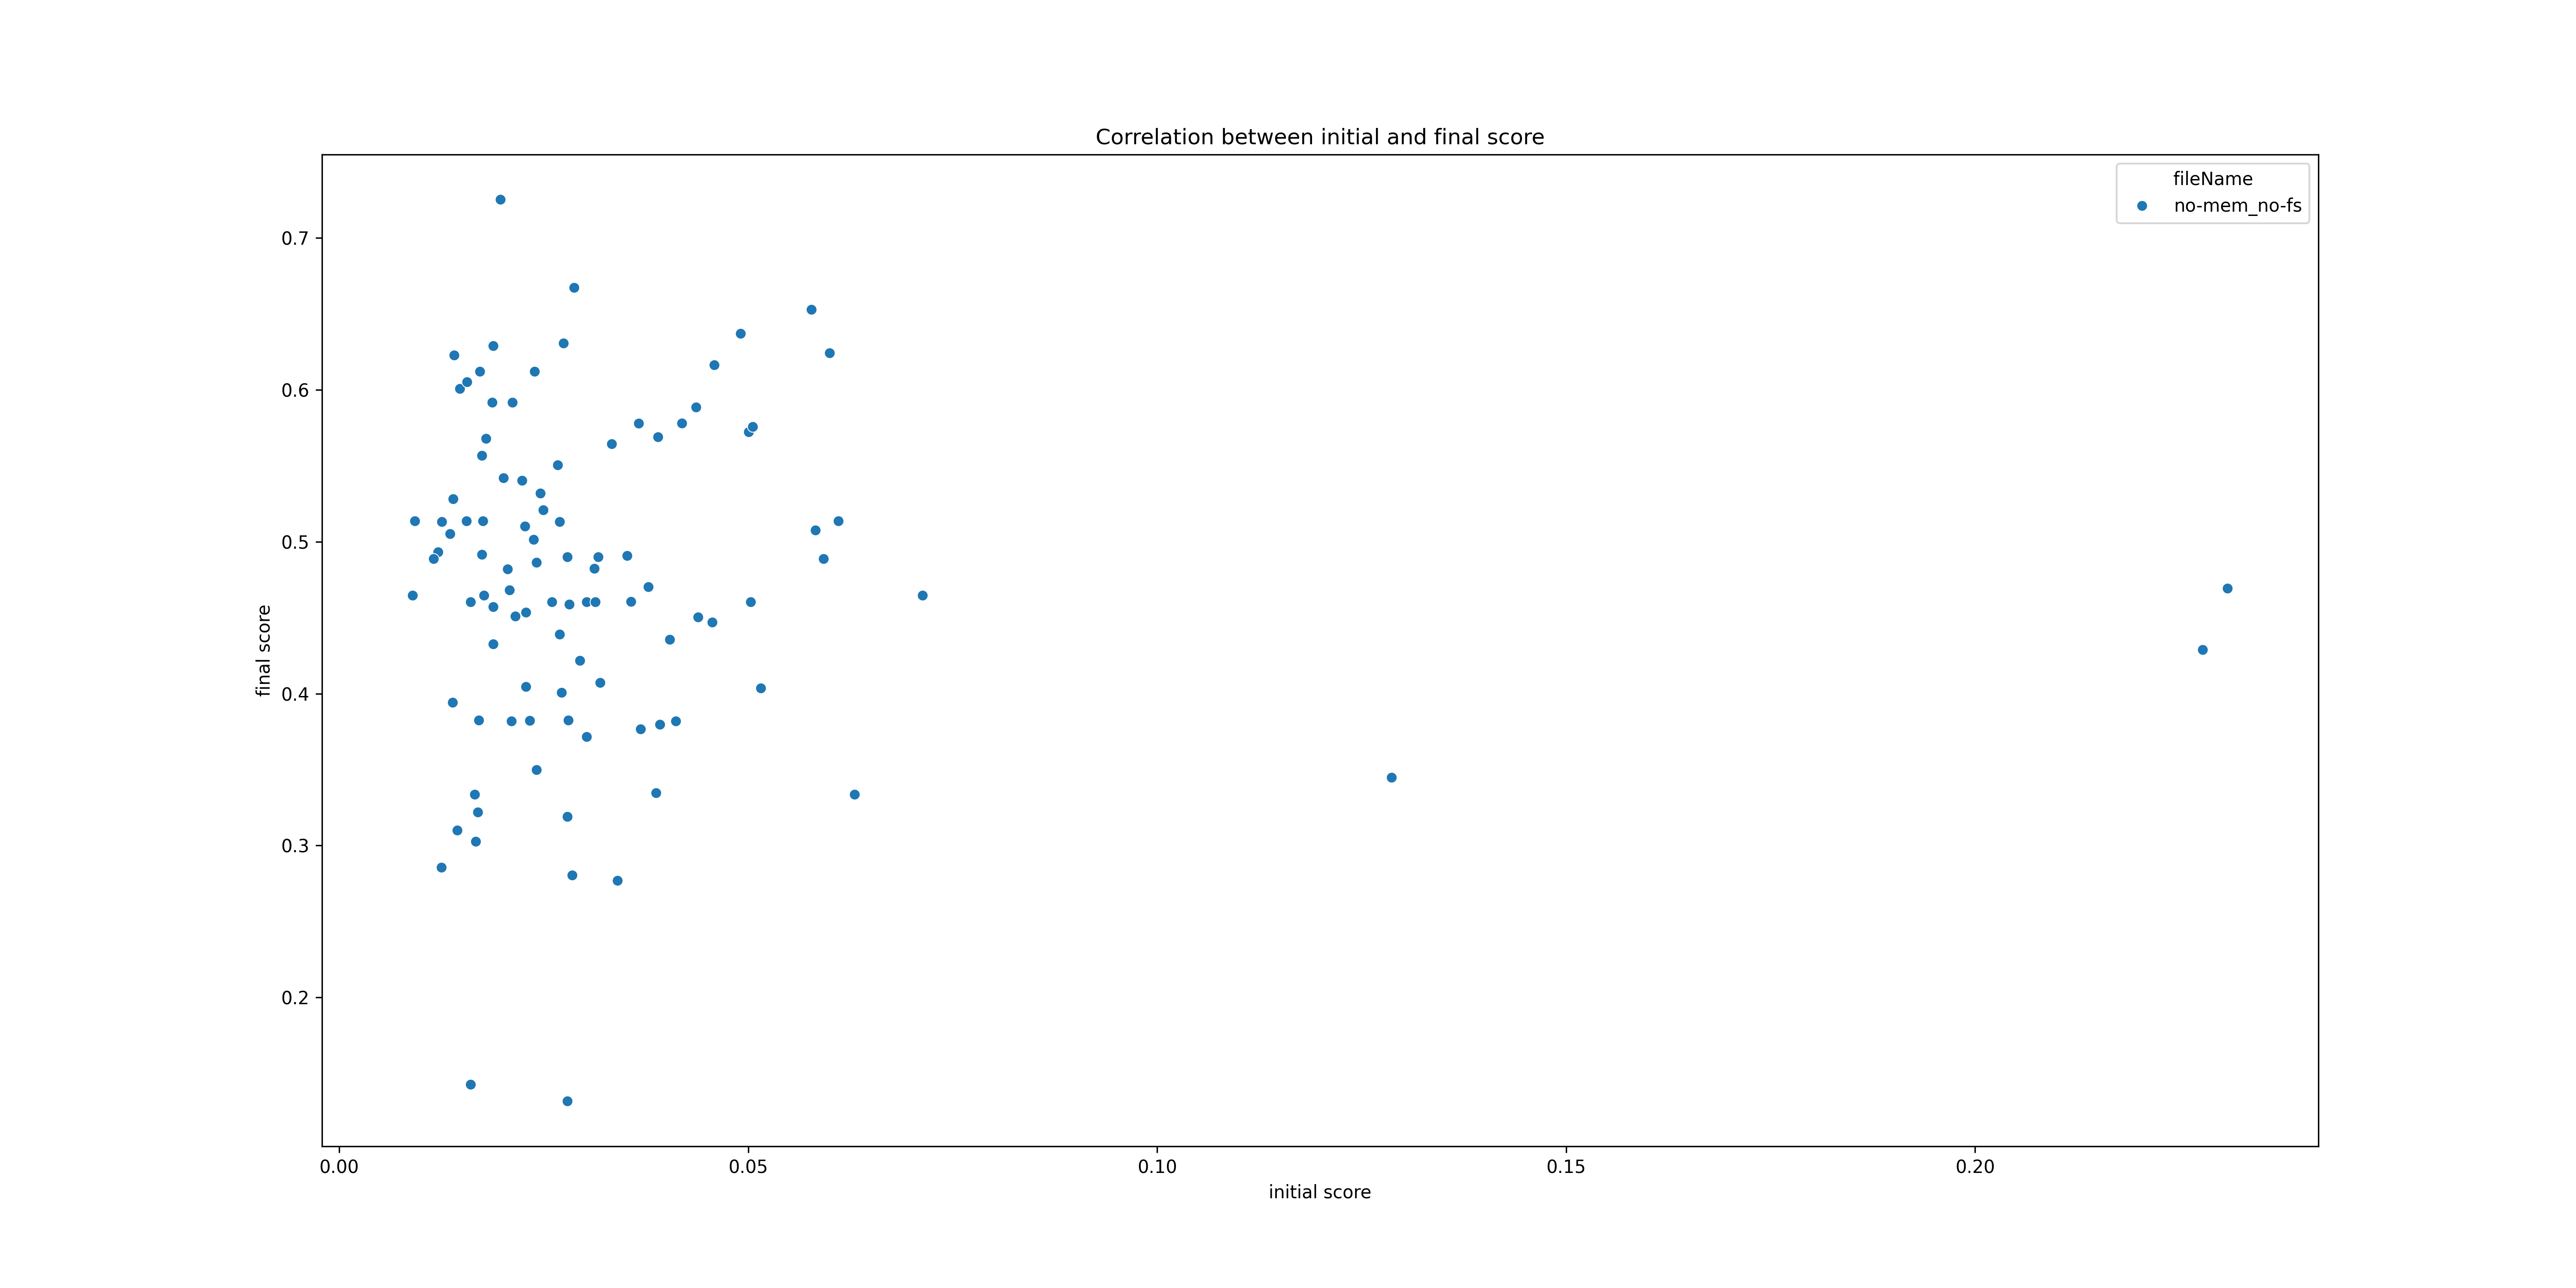 Correlation between initial and final score
fileName
no-mem_no-fs
0.7
0.6
0.5
0.4
0.3
0.2
final score
0.00 0.05 0.10 0.15 0.20
initial score